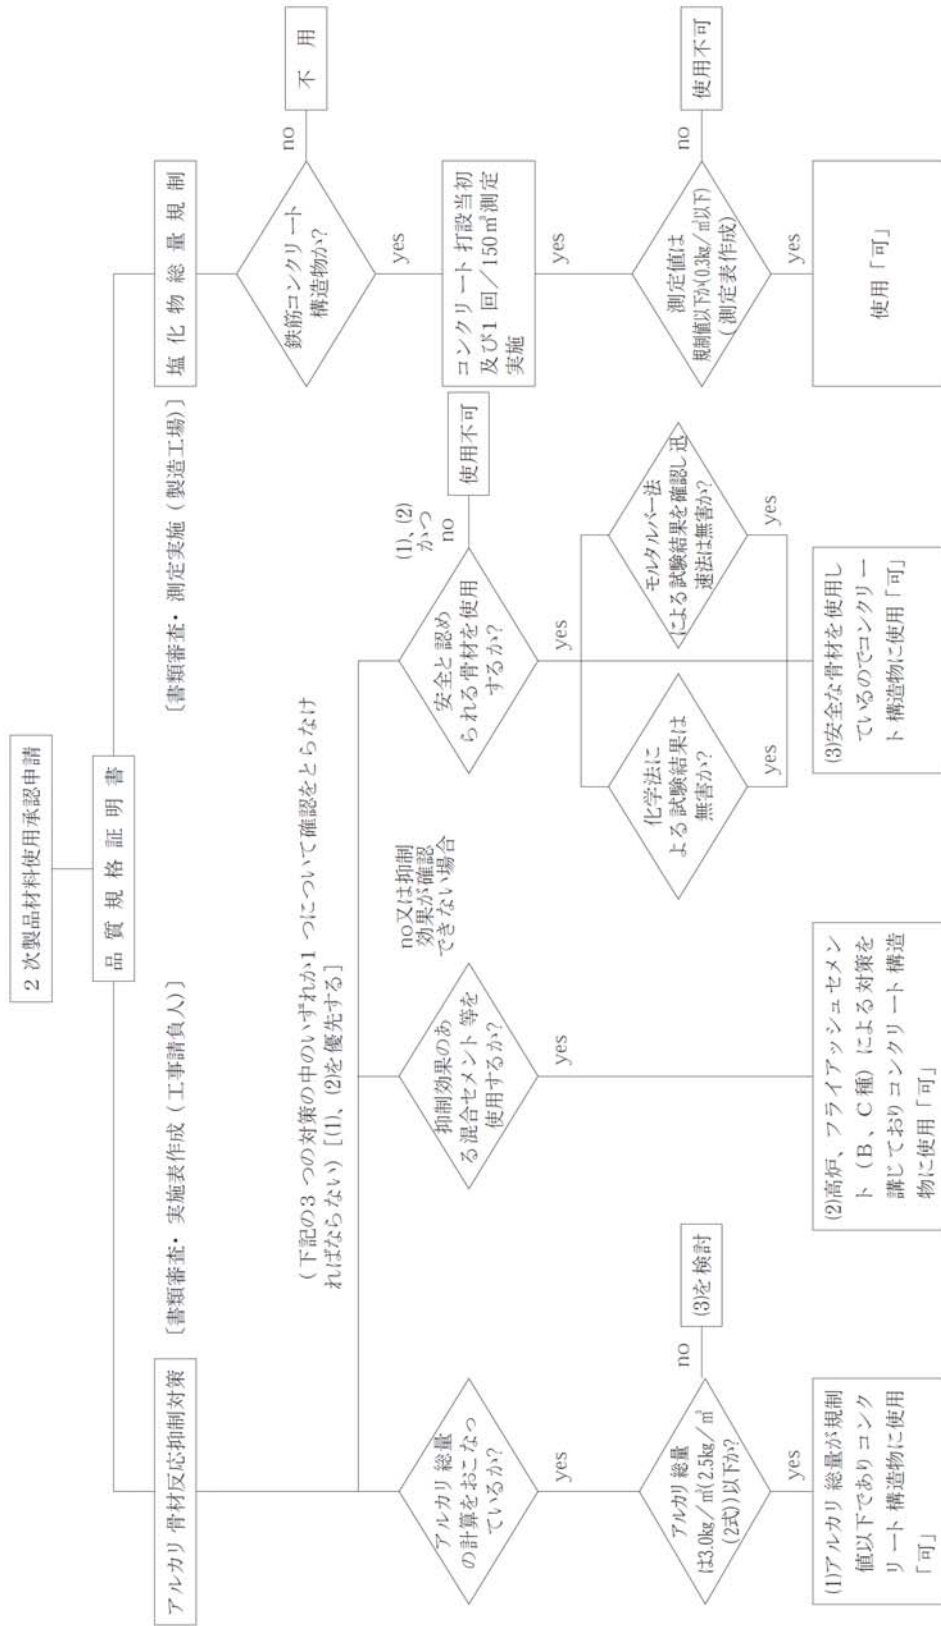 2次製品材料使用承認申請
品質規格証明書
〔書類審査・実施表作成(工事請負人)〕
〔書類審査・測定実施(製造工場)〕
アルカリ骨材反応抑制対策
塩化物総量規制
(下記の3つの対策の中のいずれか1つについて確認をとらなけ
ればならない)[(1)、(2)を優先する]
アルカリ総量
の計算をおこなっ
ているか?
yes
アルカリ総量
は3.0kg/㎥(2.5kg/㎥
(2式))以下か?
no
(3)を検討
yes
(1)アルカリ総量が規制
値以下でありコンク
リート構造物に使用
「可」
抑制効果のあ
る混合セメント等を
使用するか?
no又は抑制
効果が確認
できない場合
yes
(2)高炉、フライアッシュセメン
ト(B、C種)による対策を
講じておりコンクリート構造
物に使用「可」
安全と認め
られる骨材を使用
するか?
(1)、(2)
かつ
no
使用不可
yes
化学法に
よる試験結果は
無害か?
yes
モルタルバー法
による試験結果を確認し迅
速法は無害か?
yes
(3)安全な骨材を使用し
ているのでコンクリー
ト構造物に使用「可」
鉄筋コンクリート
構造物か?
no
不用
yes
コンクリート打設当初
及び1回/150㎥測定
実施
yes
測定値は
規制値以下か(0.3kg/㎥以下)
(測定表作成)
no
使用不可
yes
使用「可」